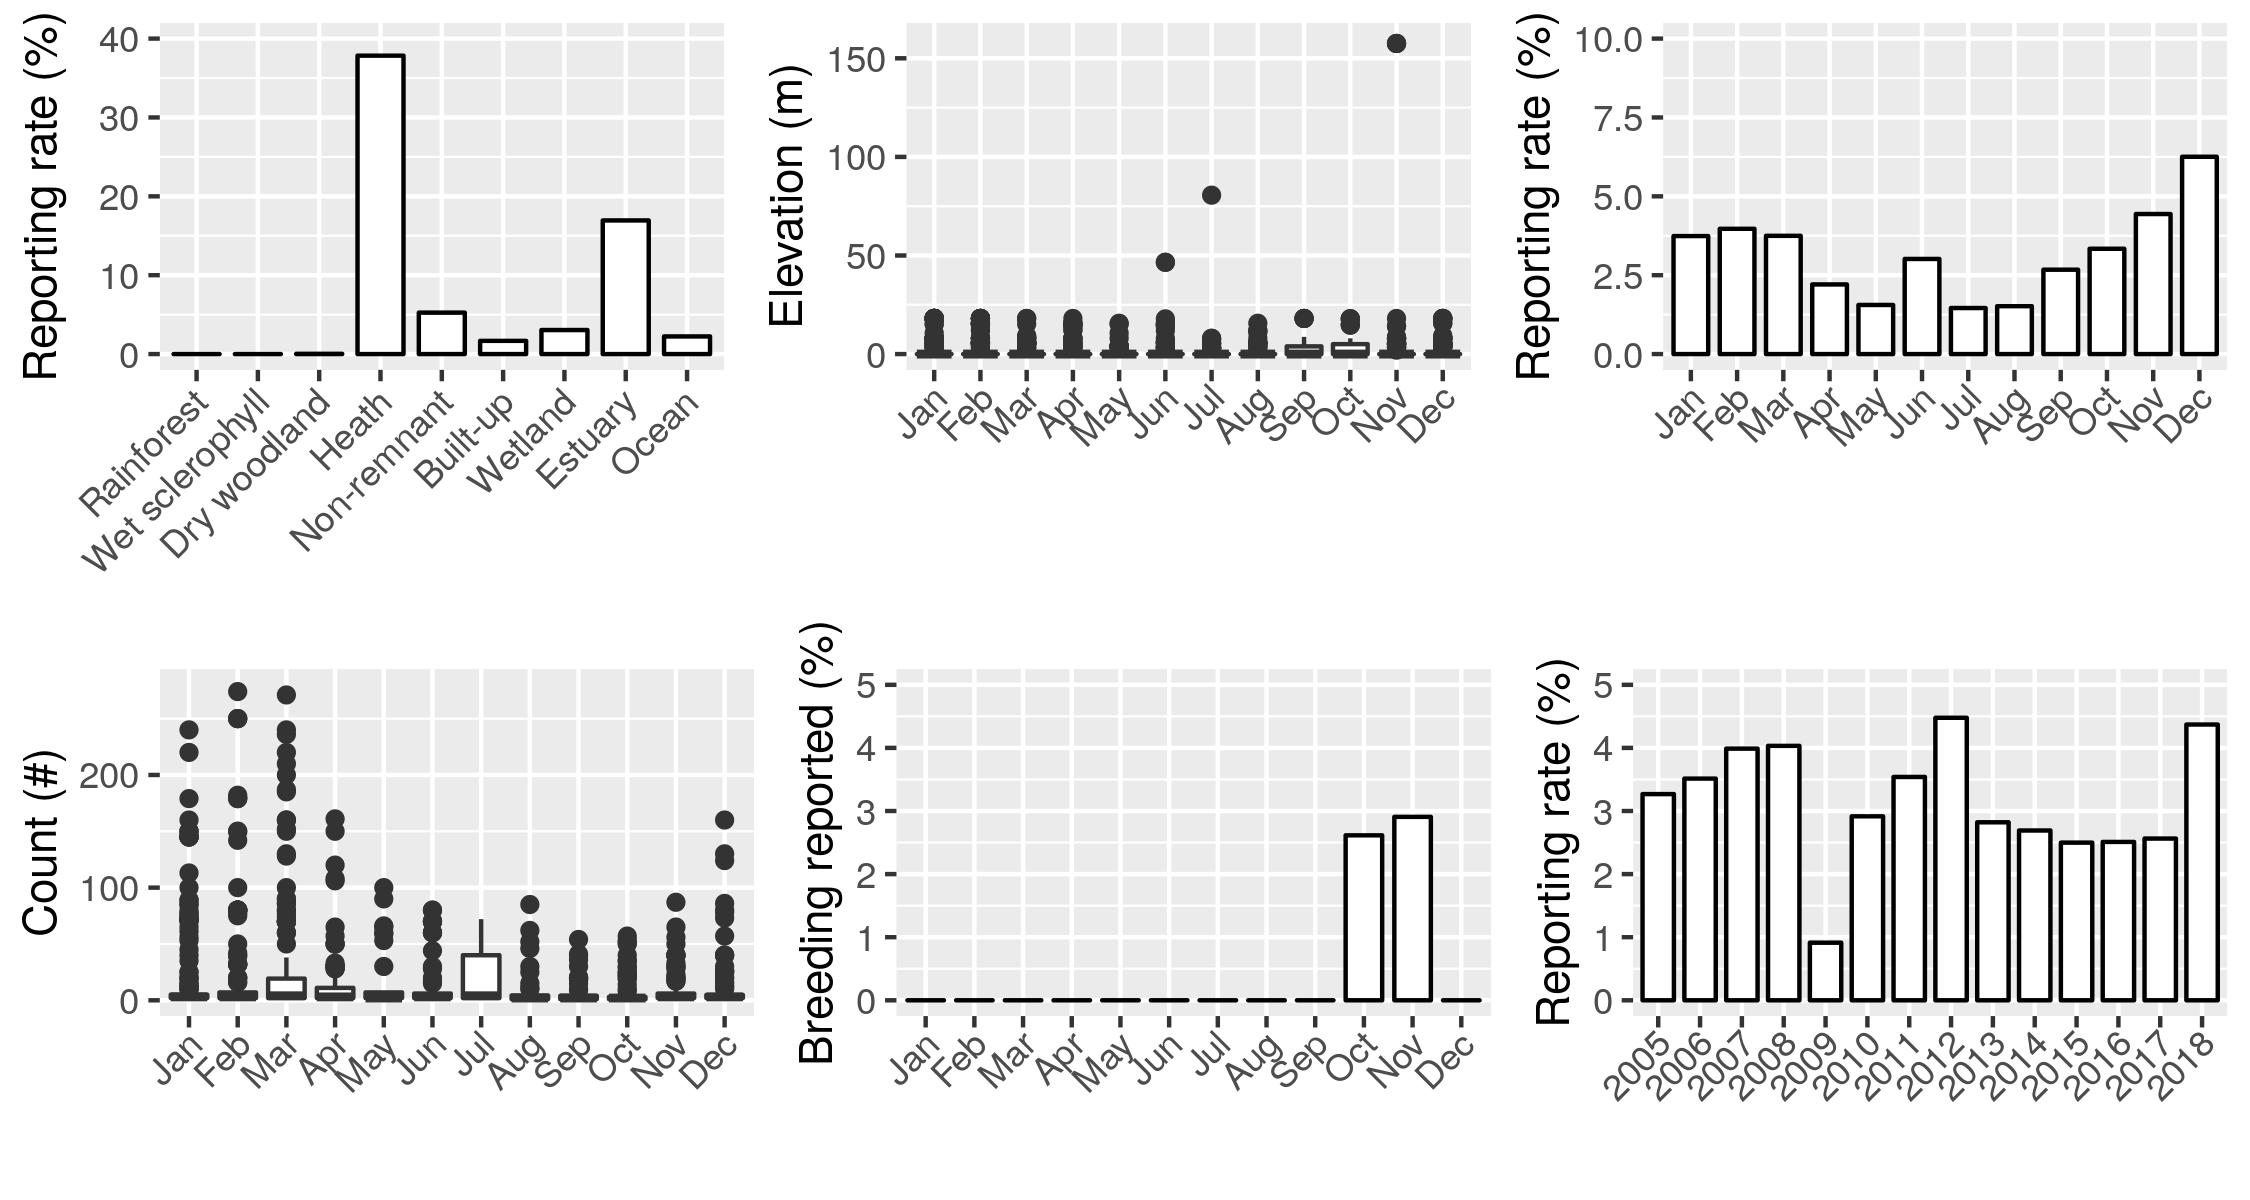 Reporting rate (%)
40
30
20
10
0
Rainforest
Wet sclerophyll
Dry woodland
Heath
Non-remnant
Built-up
Wetland
Estuary
Ocean
Elevation (m)
150
100
50
0
Jan
Feb
Mar
Apr
May
Jun
Jul
Aug
Sep
Oct
Nov
Dec
Reporting rate (%)
10.0
7.5
5.0
2.5
0.0
Jan
Feb
Mar
Apr
May
Jun
Jul
Aug
Sep
Oct
Nov
Dec
Count (#)
200
100
0
Jan
Feb
Mar
Apr
May
Jun
Jul
Aug
Sep
Oct
Nov
Dec
Breeding reported (%)
5
4
3
2
1
0
Jan
Feb
Mar
Apr
May
Jun
Jul
Aug
Sep
Oct
Nov
Dec
Reporting rate (%)
5
4
3
2
1
0
2005
2006
2007
2008
2009
2010
2011
2012
2013
2014
2015
2016
2017
2018